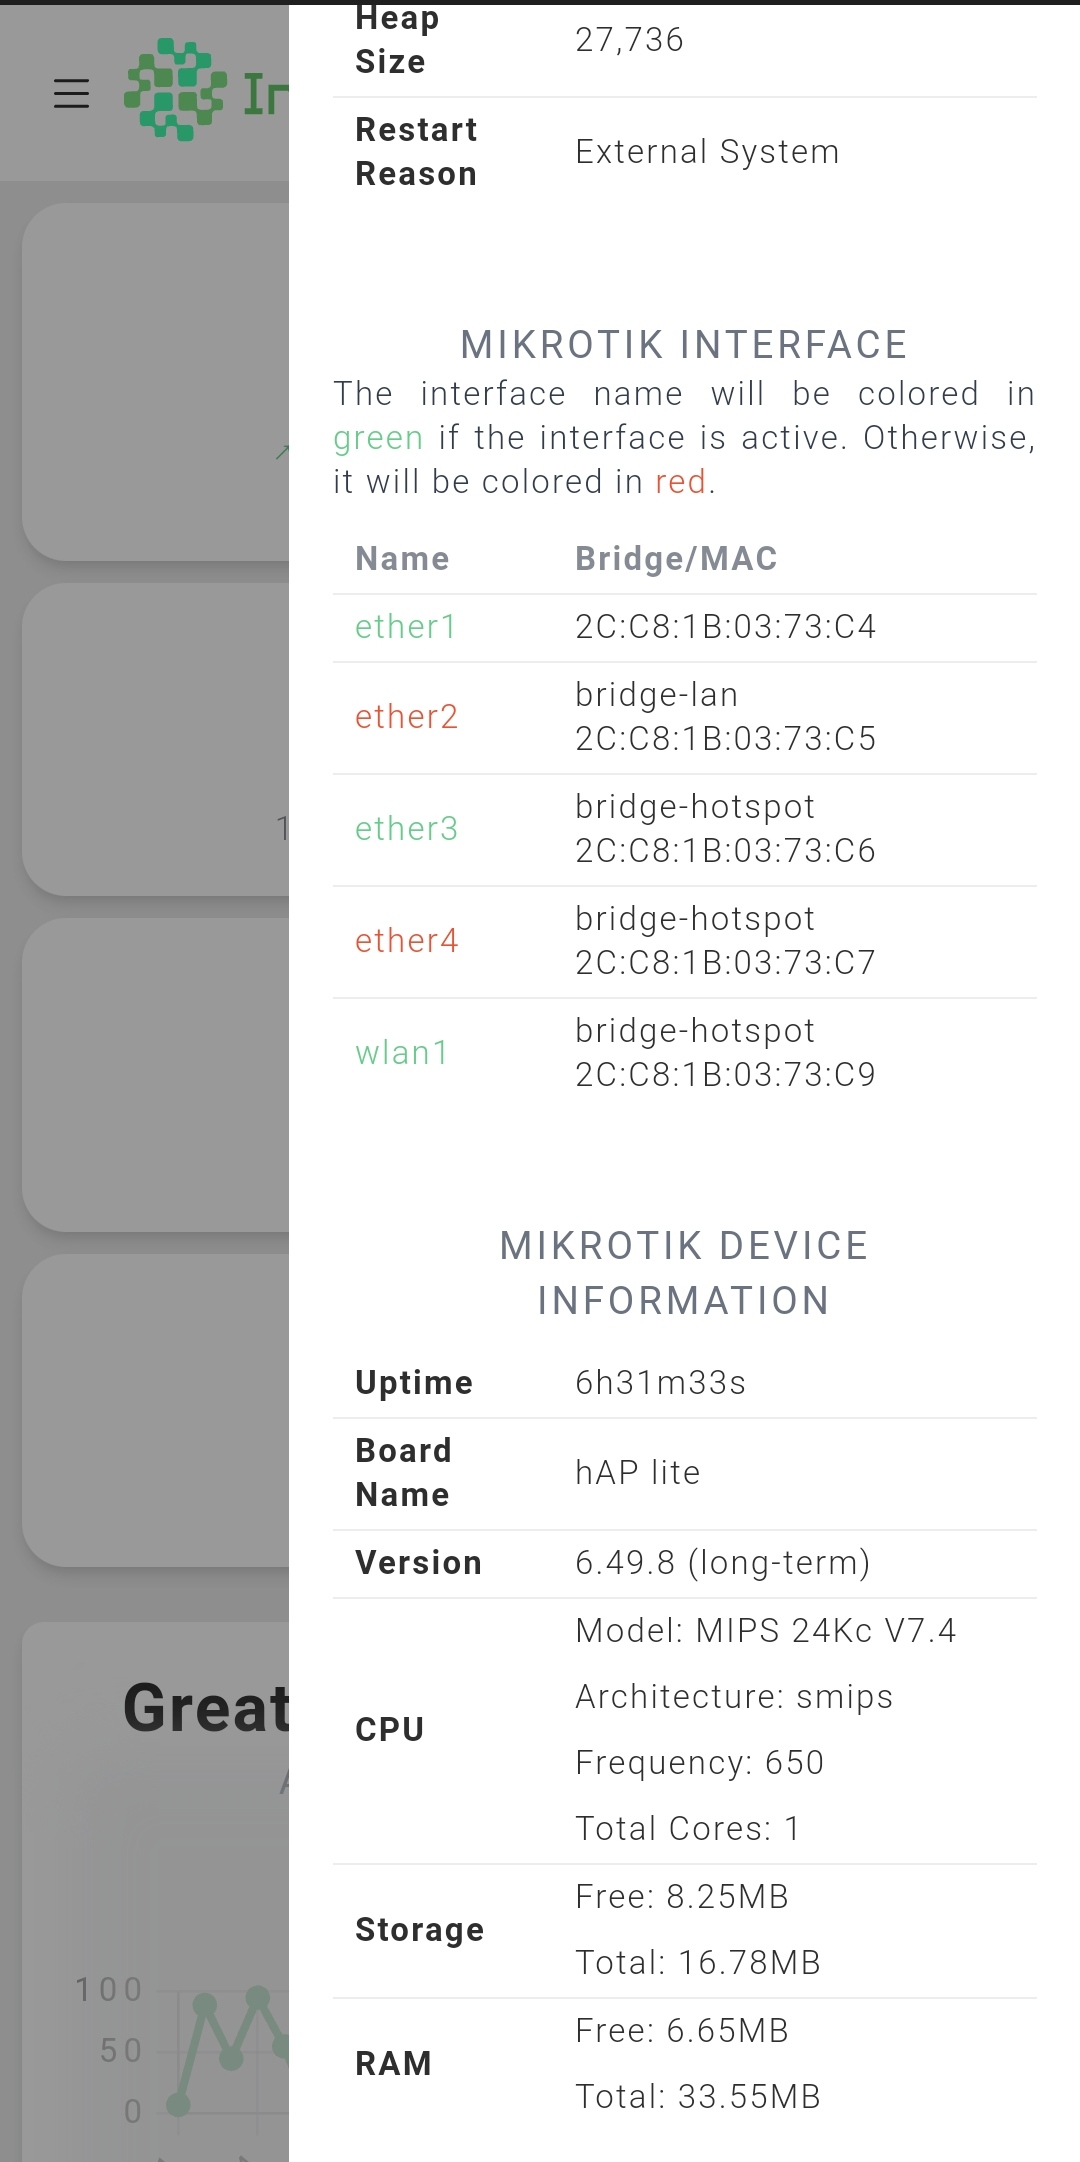 Heap
Size
27,736
Restart
Reason
External System
MIKROTIK INTERFACE
The interface name will be colored in
green if the interface is active. Otherwise,
it will be colored in red.
Name Bridge/MAC
ether1 2C:C8:1B:03:73:C4
ether2
bridge-lan
2C:C8:1B:03:73:C5
ether3
bridge-hotspot
2C:C8:1B:03:73:C6
ether4
bridge-hotspot
2C:C8:1B:03:73:C7
wlan1
bridge-hotspot
2C:C8:1B:03:73:C9
MIKROTIK DEVICE
INFORMATION
Uptime 6h31m33s
Board
Name
hAP lite
Version 6.49.8 (long-term)
CPU
Model: MIPS 24Kc V7.4
Architecture: smips
Frequency: 650
Total Cores: 1
Storage
Free: 8.25MB
Total: 16.78MB
RAM
Free: 6.65MB
Total: 33.55MB
Great
100
50
0